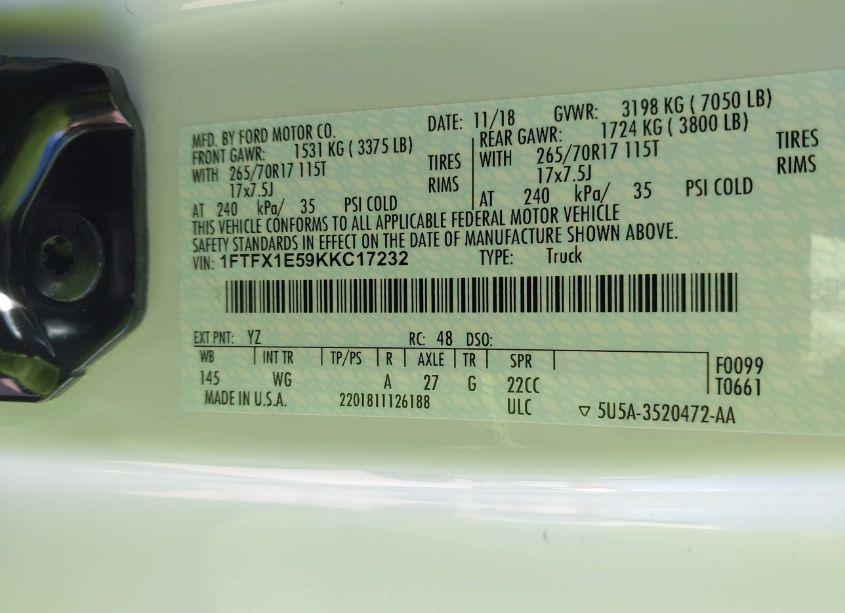 MFD. BY FORD MOTOR CO. DATE: 11/18 GVWR: 3198 KG ( 7050 LB)
FRONT GAWR: 1531 KG ( 3375 LB) REAR GAWR: 1724 KG ( 3800 LB)
WITH 265/70R17 115T TIRES WITH 265/70R17 115T TIRES
17x7.5J RIMS 17x7.5J RIMS
AT 240 kPa/ 35 PSI COLD AT 240 kPa/ 35 PSI COLD
THIS VEHICLE CONFORMS TO ALL APPLICABLE FEDERAL MOTOR VEHICLE
SAFETY STANDARDS IN EFFECT ON THE DATE OF MANUFACTURE SHOWN ABOVE.
VIN: 1FTFX1E59KKC17232 TYPE: Truck
EXT PNT: YZ RC: 48 DSO:
WB INT TR TP/PS R AXLE TR SPR F0099
145 WG A 27 G 22CC T0661
MADE IN U.S.A. 2201811126188 ULC ▽ 5U5A-3520472-AA